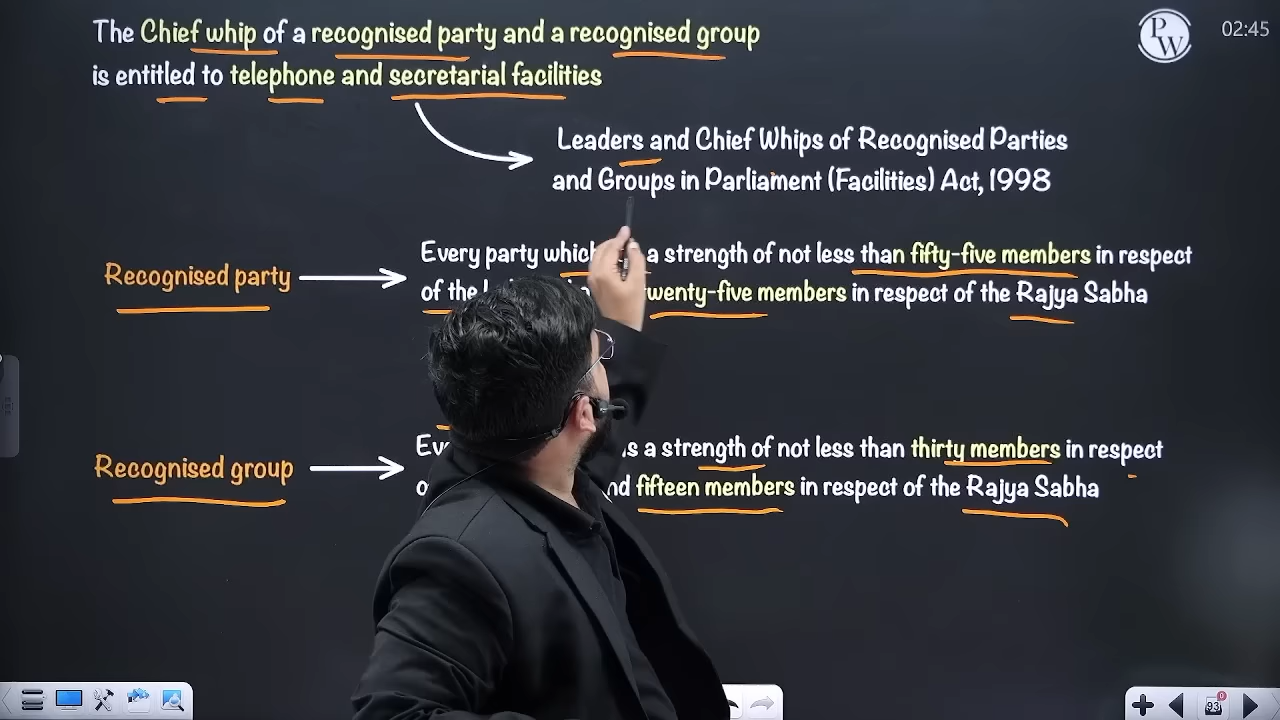 The Chief whip of a recognised party and a recognised group
is entitled to telephone and secretarial facilities
PW
02:45
Leaders and Chief Whips of Recognised Parties
and Groups in Parliament (Facilities) Act, 1998
Recognised party
Every party which a strength of not less than fifty-five members in respect
of the twenty-five members in respect of the Rajya Sabha
Recognised group
a strength of not less than thirty members in respect
fifteen members in respect of the Rajya Sabha
93